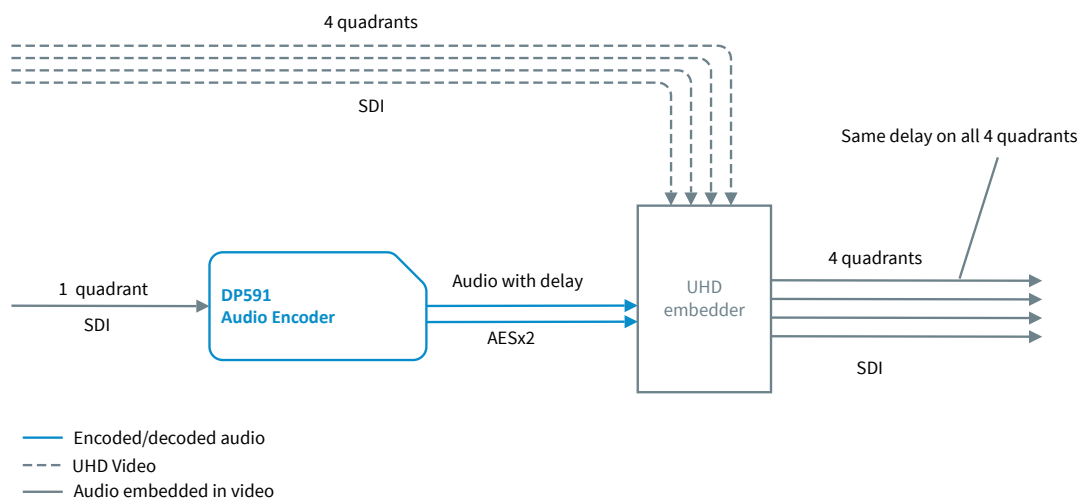 4 quadrants
SDI
Same delay on all 4 quadrants
1 quadrant
SDI
DP591
Audio Encoder
Audio with delay
AESx2
UHD
embedder
4 quadrants
SDI
Encoded/decoded audio
UHD Video
Audio embedded in video